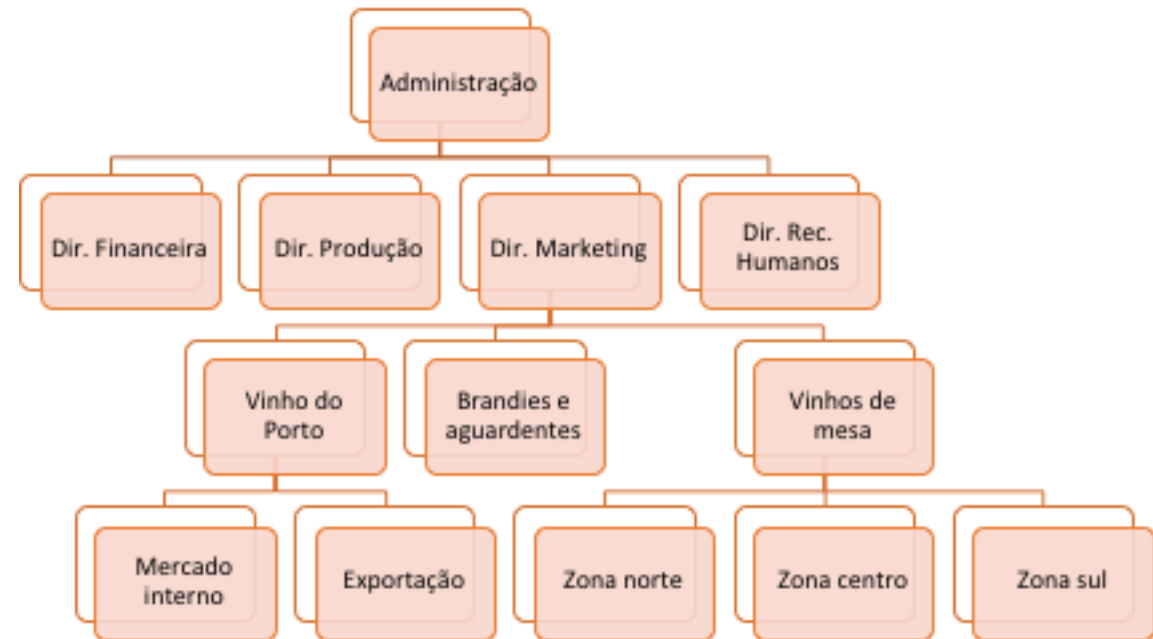 Administração
Dir. Financeira
Dir. Produção
Dir. Marketing
Dir. Rec.
Humanos
Vinho do
Porto
Brandies e
aguardentes
Vinhos de
mesa
Mercado
interno
Exportação
Zona norte
Zona centro
Zona sul